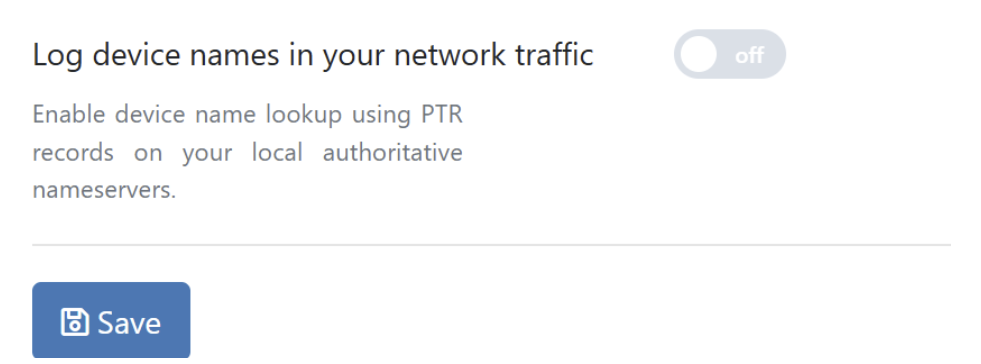 Log device names in your network traffic
off
Enable device name lookup using PTR
records on your local authoritative
nameservers.
Save